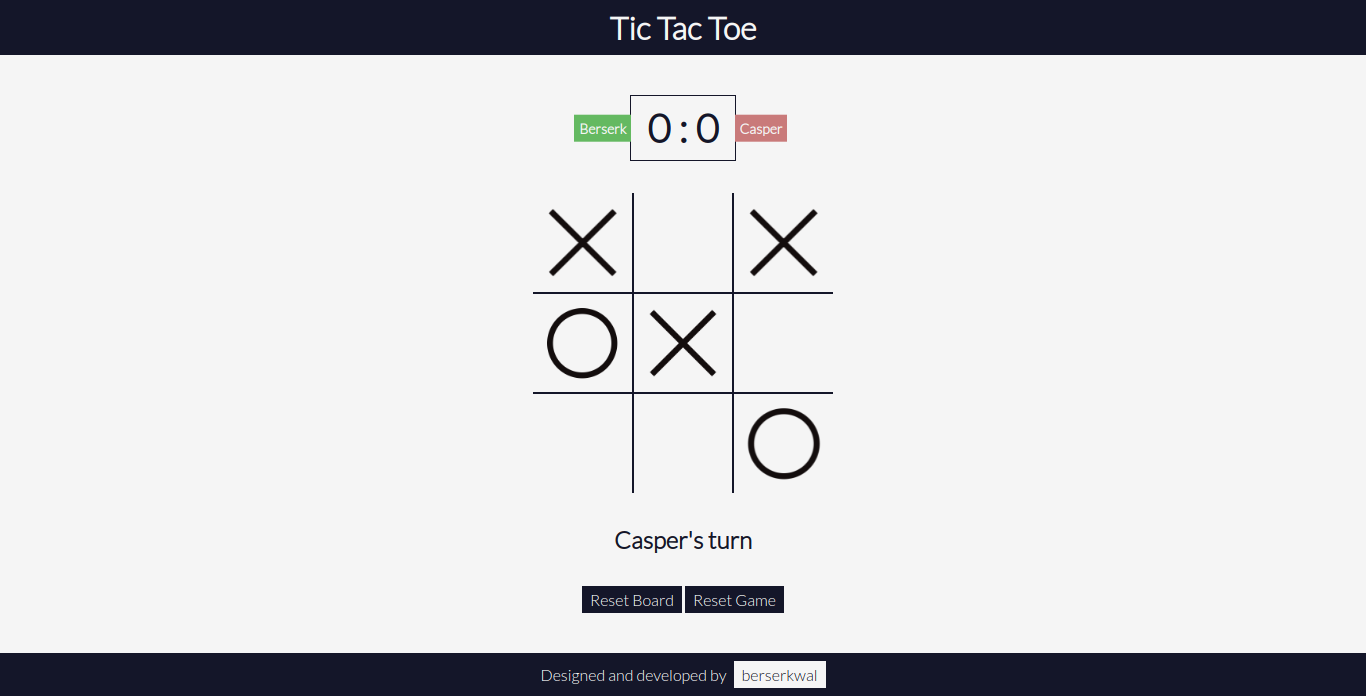 Tic Tac Toe
Berserk 0 : 0 Casper
Casper's turn
Reset Board Reset Game
Designed and developed by berserkwal